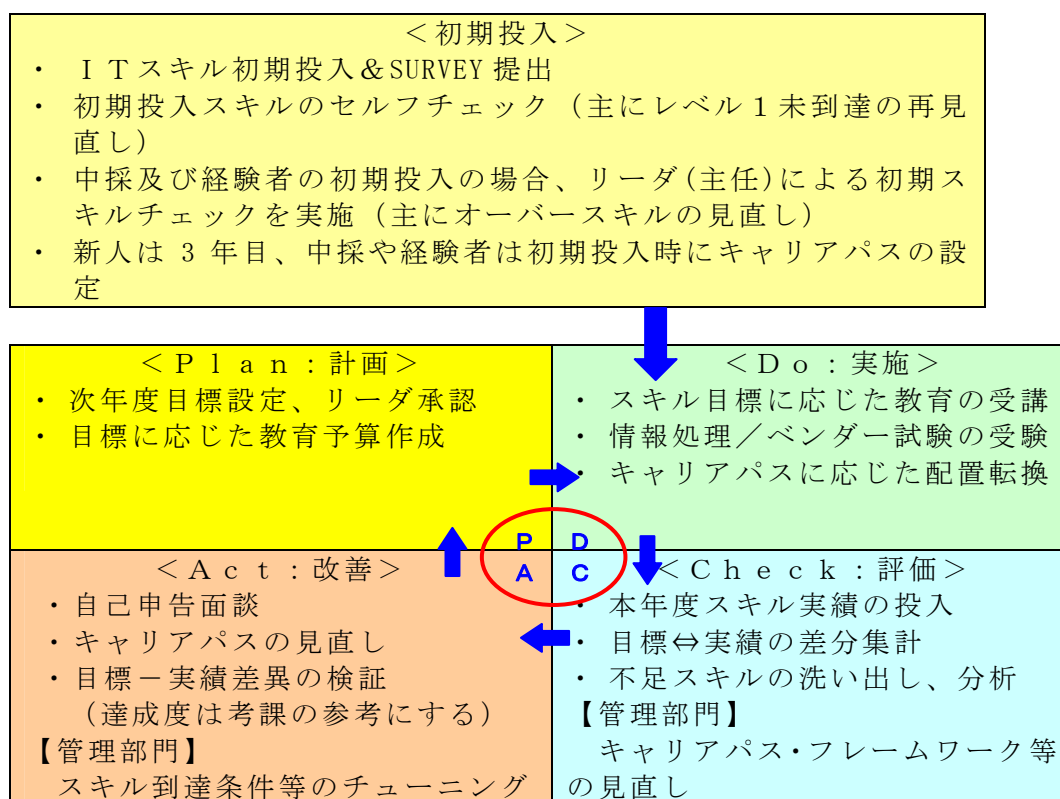 ＜初期投入＞
・ ＩＴスキル初期投入＆SURVEY提出
・ 初期投入スキルのセルフチェック（主にレベル１未到達の再見
直し）
・ 中採及び経験者の初期投入の場合、リーダ(主任)による初期ス
キルチェックを実施（主にオーバースキルの見直し）
・ 新人は 3 年目、中採や経験者は初期投入時にキャリアパスの設
定
＜Ｐｌａｎ：計画＞
・ 次年度目標設定、リーダ承認
・ 目標に応じた教育予算作成
＜Ｄｏ：実施＞
・ スキル目標に応じた教育の受講
・ 情報処理／ベンダー試験の受験
・ キャリアパスに応じた配置転換
Ｐ Ｄ
Ａ Ｃ
＜Ａｃｔ：改善＞
・自己申告面談
・キャリアパスの見直し
・目標－実績差異の検証
（達成度は考課の参考にする）
【管理部門】
スキル到達条件等のチューニング
＜Ｃｈｅｃｋ：評価＞
・ 本年度スキル実績の投入
・ 目標⇔実績の差分集計
・ 不足スキルの洗い出し、分析
【管理部門】
キャリアパス・フレームワーク等
の見直し